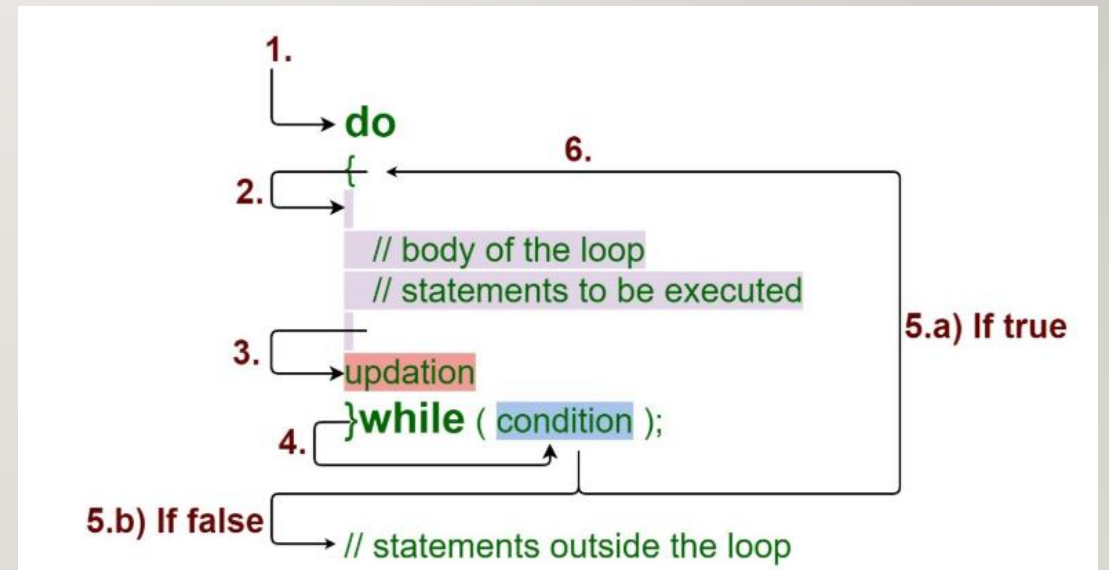 1.
do
6.
{
2.
// body of the loop
// statements to be executed
5.a) If true
3.
updation
}while ( condition );
4.
5.b) If false
// statements outside the loop